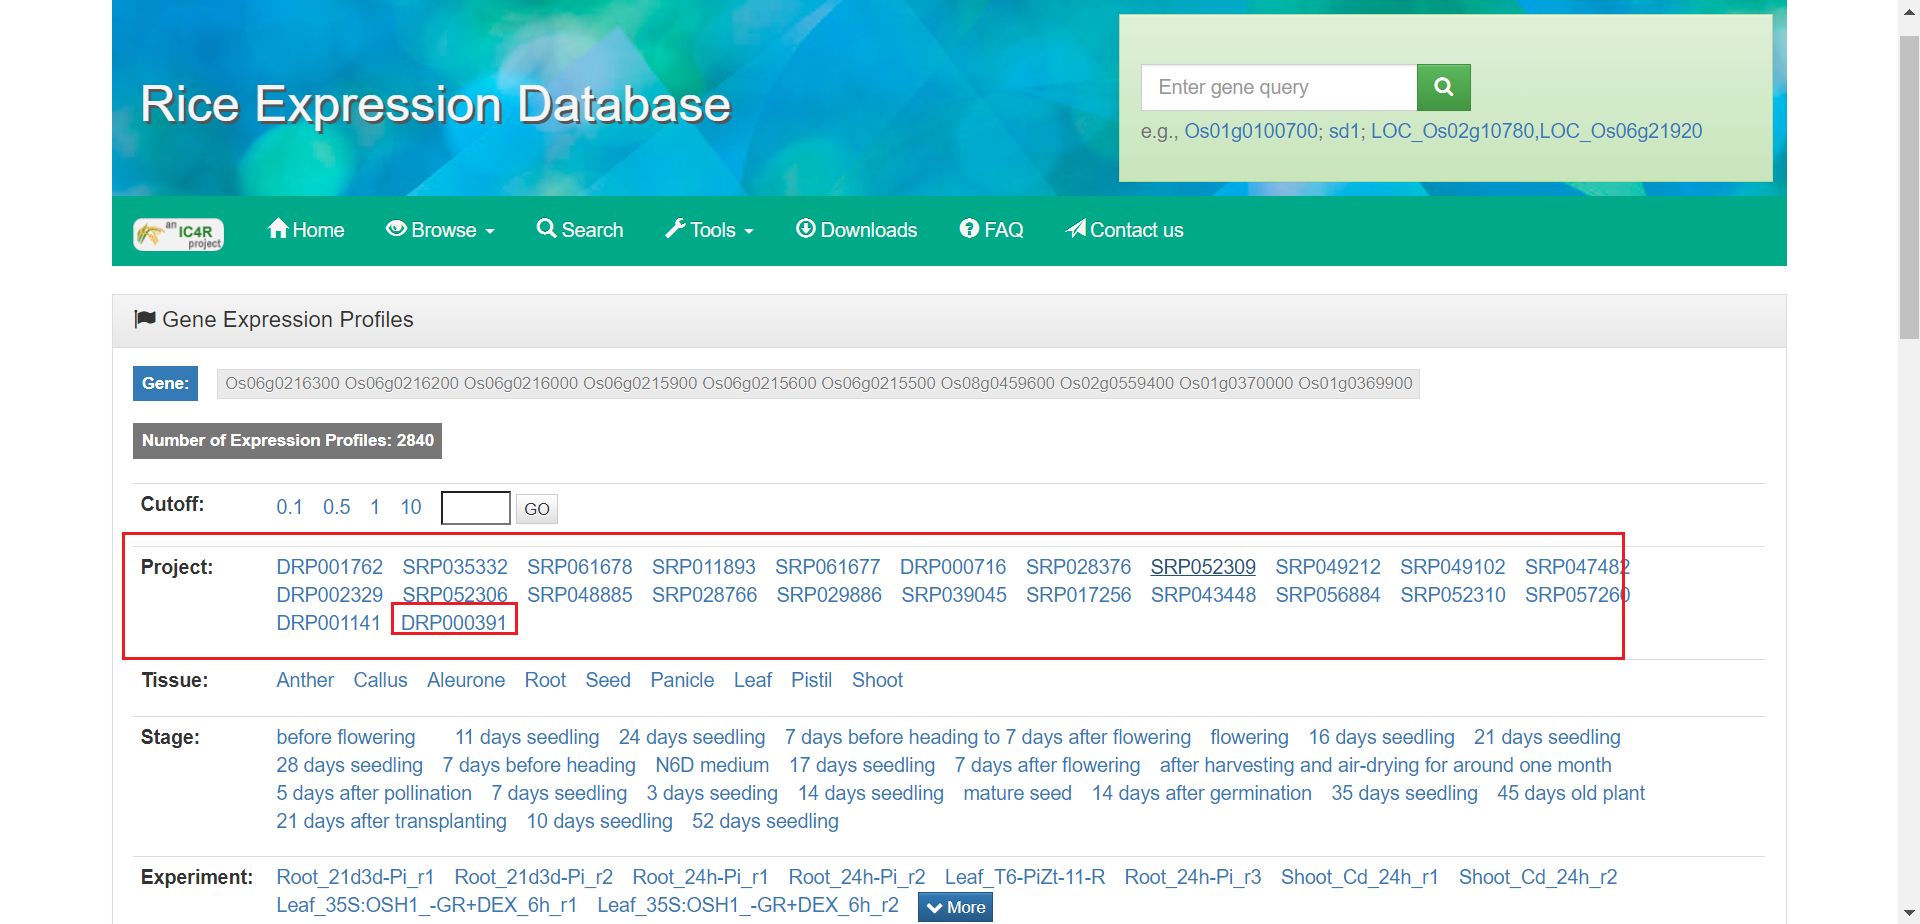 Rice Expression Database
Enter gene query
e.g., Os01g0100700; sd1; LOC_Os02g10780,LOC_Os06g21920
an IC4R project
Home Browse Search Tools Downloads FAQ Contact us
Gene Expression Profiles
Gene: Os06g0216300 Os06g0216200 Os06g0216000 Os06g0215900 Os06g0215600 Os06g0215500 Os08g0459600 Os02g0559400 Os01g0370000 Os01g0369900
Number of Expression Profiles: 2840
Cutoff: 0.1 0.5 1 10 GO
Project: DRP001762 SRP035332 SRP061678 SRP011893 SRP061677 DRP000716 SRP028376 SRP052309 SRP049212 SRP049102 SRP047482
DRP002329 SRP052306 SRP048885 SRP028766 SRP029886 SRP039045 SRP017256 SRP043448 SRP056884 SRP052310 SRP057260
DRP001141 DRP000391
Tissue: Anther Callus Aleurone Root Seed Panicle Leaf Pistil Shoot
Stage: before flowering 11 days seedling 24 days seedling 7 days before heading to 7 days after flowering flowering 16 days seedling 21 days seedling
28 days seedling 7 days before heading N6D medium 17 days seedling 7 days after flowering after harvesting and air-drying for around one month
5 days after pollination 7 days seedling 3 days seeding 14 days seedling mature seed 14 days after germination 35 days seedling 45 days old plant
21 days after transplanting 10 days seedling 52 days seedling
Experiment: Root_21d3d-Pi_r1 Root_21d3d-Pi_r2 Root_24h-Pi_r1 Root_24h-Pi_r2 Leaf_T6-PiZt-11-R Root_24h-Pi_r3 Shoot_Cd_24h_r1 Shoot_Cd_24h_r2
Leaf_35S:OSH1_-GR+DEX_6h_r1 Leaf_35S:OSH1_-GR+DEX_6h_r2 More